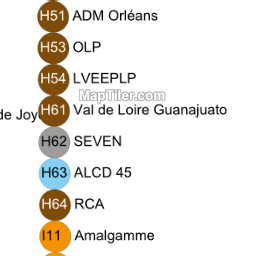 H51 ADM Orléans
H53 OLP
H54 LVEEPLP
MapTiler.com
de Joy H61 Val de Loire Guanajuato
H62 SEVEN
H63 ALCD 45
H64 RCA
I11 Amalgamme